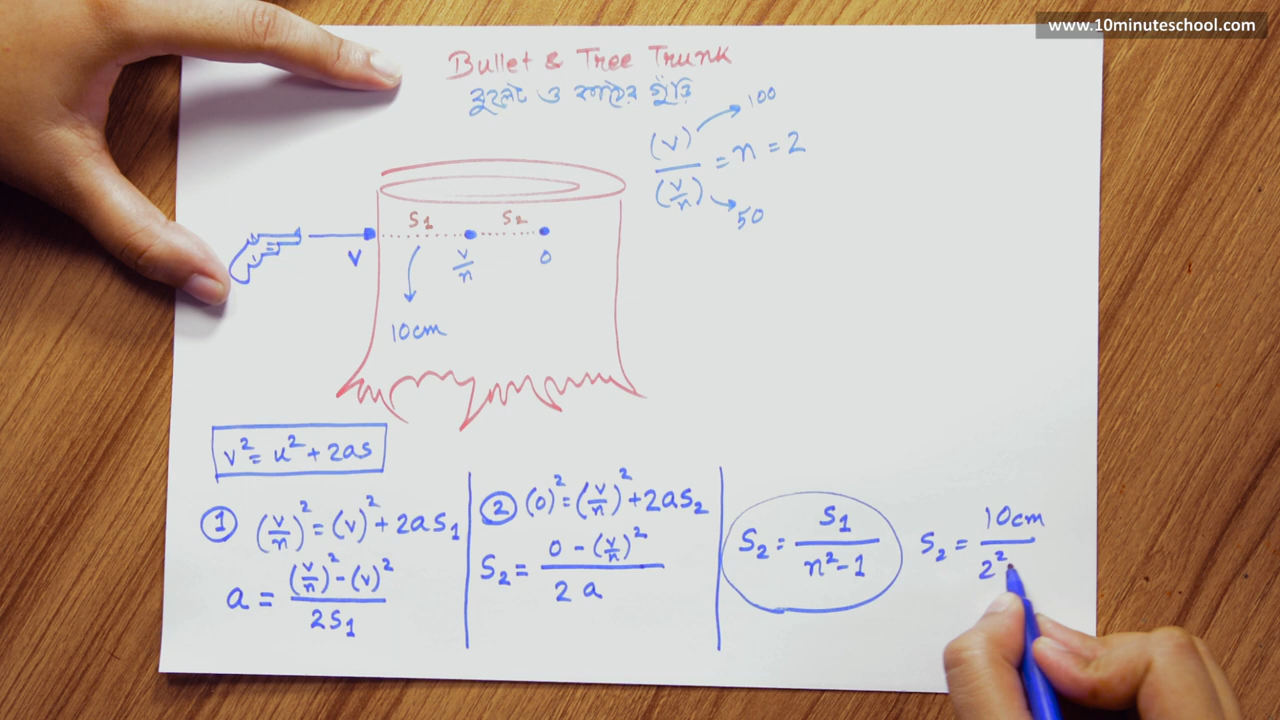 www.10minuteschool.com
Bullet & Tree Trunk
বুলেট ও কাঠের গুঁড়ি
(v) → 100
(v/n) → 50
= n = 2
S₁ S₂
v v/n 0
10cm
v² = u² + 2as
① (v/n)² = (v)² + 2aS₁
a = ((v/n)² - (v)²) / 2S₁
② (0)² = (v/n)² + 2aS₂
S₂ = (0 - (v/n)²) / 2a
S₂ = S₁ / (n² - 1)
S₂ = 10cm / 2²